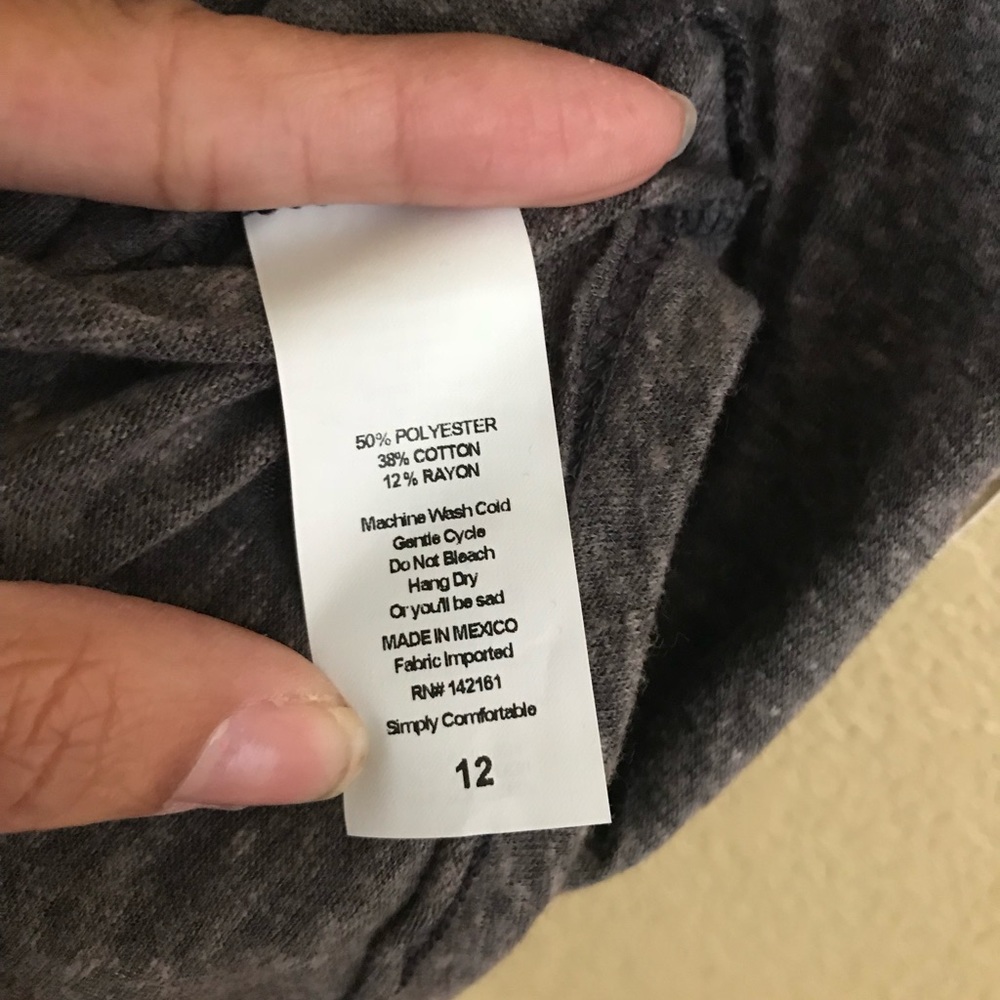 50% POLYESTER
38% COTTON
12% RAYON
Machine Wash Cold
Gentle Cycle
Do Not Bleach
Hang Dry
Or you'll be sad
MADE IN MEXICO
Fabric Imported
RN# 142161
Simply Comfortable
12